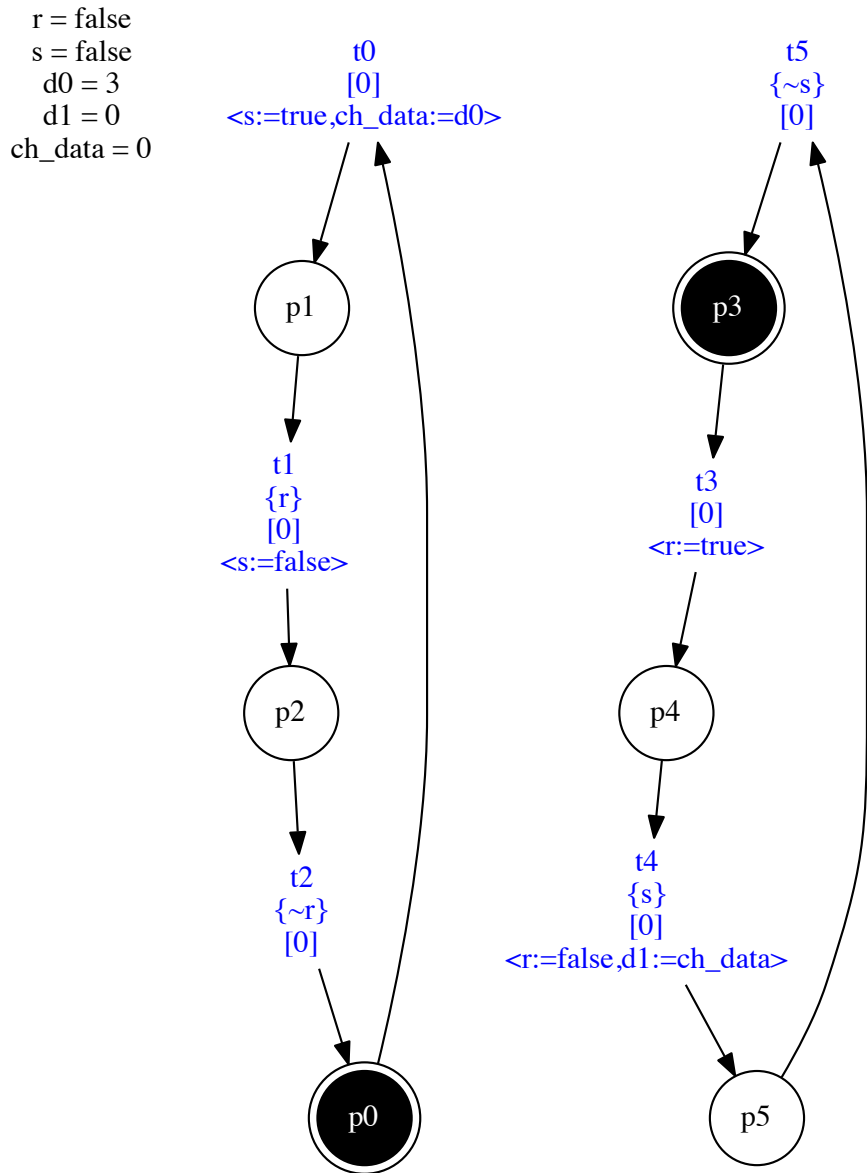 r = false
s = false
d0 = 3
d1 = 0
ch_data = 0
t0
[0]
<s:=true,ch_data:=d0>
t5
{~s}
[0]
p1
p3
t1
{r}
[0]
<s:=false>
t3
[0]
<r:=true>
p2
p4
t2
{~r}
[0]
t4
{s}
[0]
<r:=false,d1:=ch_data>
p0
p5